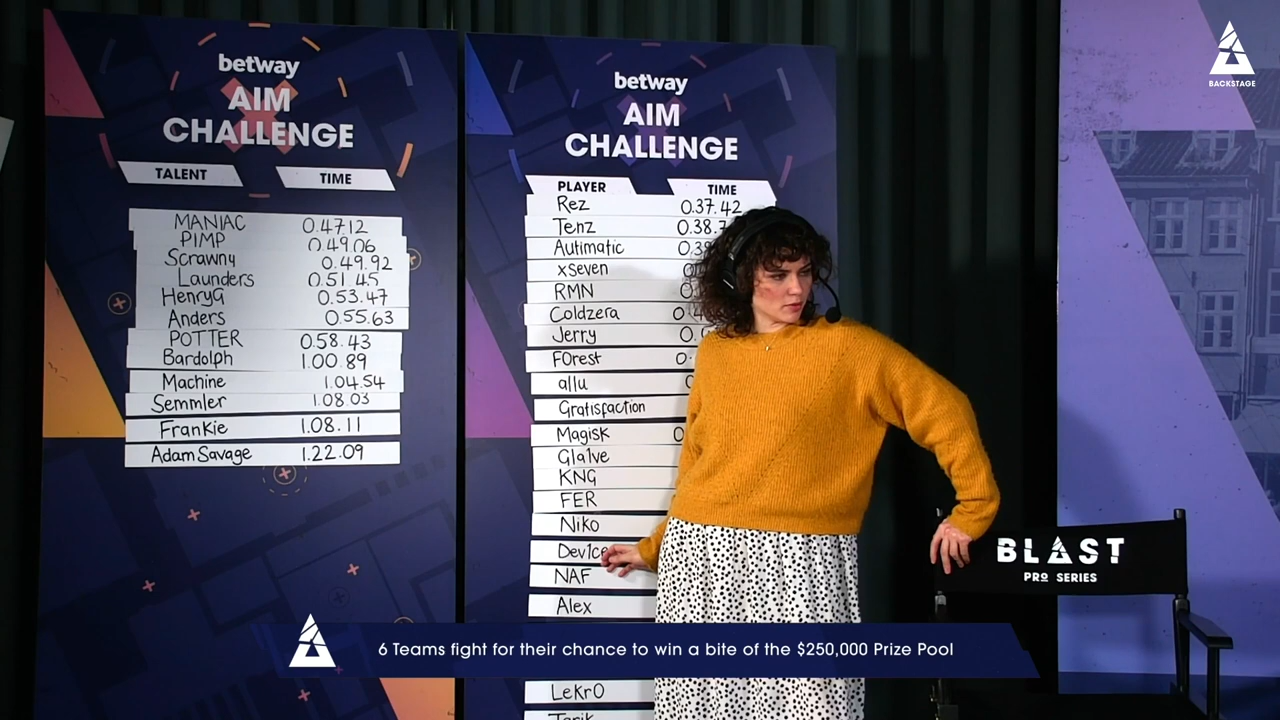 betway
AIM
CHALLENGE
TALENT TIME
MANIAC 0.47.12
PIMP 0.49.06
Scrawny 0.49.92
Launders 0.51.45
HenryG 0.53.47
Anders 0.55.63
POTTER 0.58.43
Bardolph 1.00.89
Machine 1.04.54
Semmler 1.08.03
Frankie 1.08.11
Adam Savage 1.22.09
betway
AIM
CHALLENGE
PLAYER TIME
Rez 0.37.42
Tenz 0.38.
Autimatic
xSeven
RMN
Coldzera
Jerry
F0rest
allu
Gratisfaction
Magisk
Gla1ve
KNG
FER
Niko
Dev1ce
NAF
Alex
LeKr0
BACKSTAGE
BLAST
PRO SERIES
6 Teams fight for their chance to win a bite of the $250,000 Prize Pool